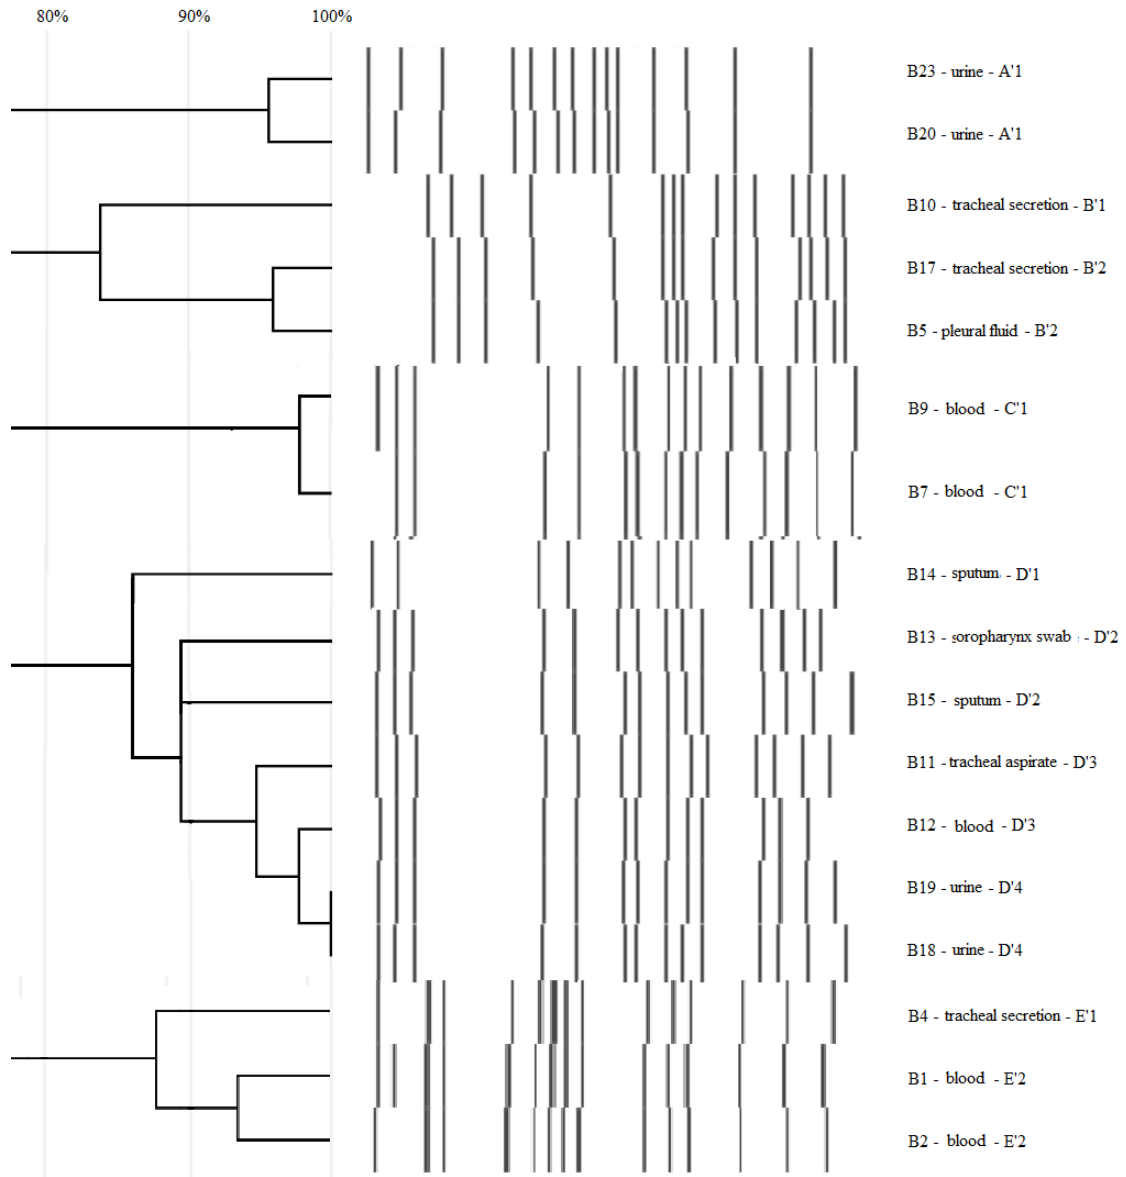 80% 90% 100%
B23 - urine - A'1
B20 - urine - A'1
B10 - tracheal secretion - B'1
B17 - tracheal secretion - B'2
B5 - pleural fluid - B'2
B9 - blood - C'1
B7 - blood - C'1
B14 - sputum - D'1
B13 - soropharynx swab : - D'2
B15 - sputum - D'2
B11 - tracheal aspirate - D'3
B12 - blood - D'3
B19 - urine - D'4
B18 - urine - D'4
B4 - tracheal secretion - E'1
B1 - blood - E'2
B2 - blood - E'2